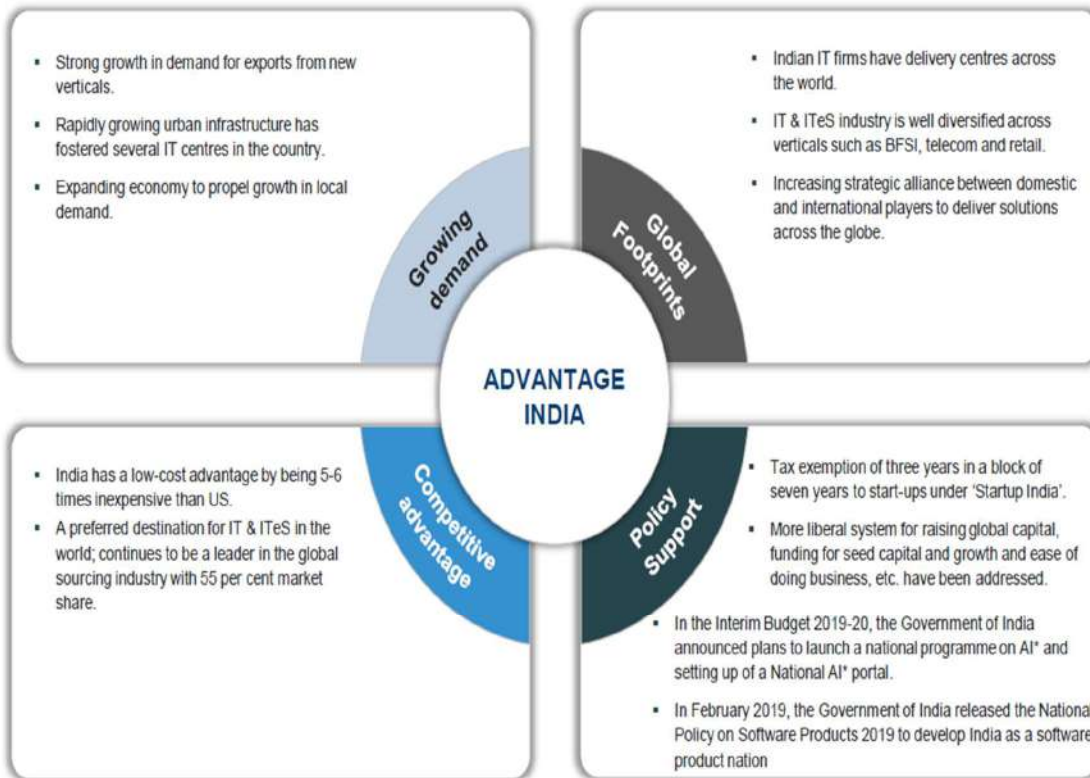 ▪ Strong growth in demand for exports from new
verticals.
▪ Rapidly growing urban infrastructure has
fostered several IT centres in the country.
▪ Expanding economy to propel growth in local
demand.
Growing
demand
▪ Indian IT firms have delivery centres across
the world.
▪ IT & ITeS industry is well diversified across
verticals such as BFSI, telecom and retail.
▪ Increasing strategic alliance between domestic
and international players to deliver solutions
across the globe.
Global
Footprints
ADVANTAGE
INDIA
▪ India has a low-cost advantage by being 5-6
times inexpensive than US.
▪ A preferred destination for IT & ITeS in the
world; continues to be a leader in the global
sourcing industry with 55 per cent market
share.
Competitive
advantage
Policy
Support
▪ Tax exemption of three years in a block of
seven years to start-ups under ‘Startup India’.
▪ More liberal system for raising global capital,
funding for seed capital and growth and ease of
doing business, etc. have been addressed.
▪ In the Interim Budget 2019-20, the Government of India
announced plans to launch a national programme on AI* and
setting up of a National AI* portal.
▪ In February 2019, the Government of India released the National
Policy on Software Products 2019 to develop India as a software
product nation